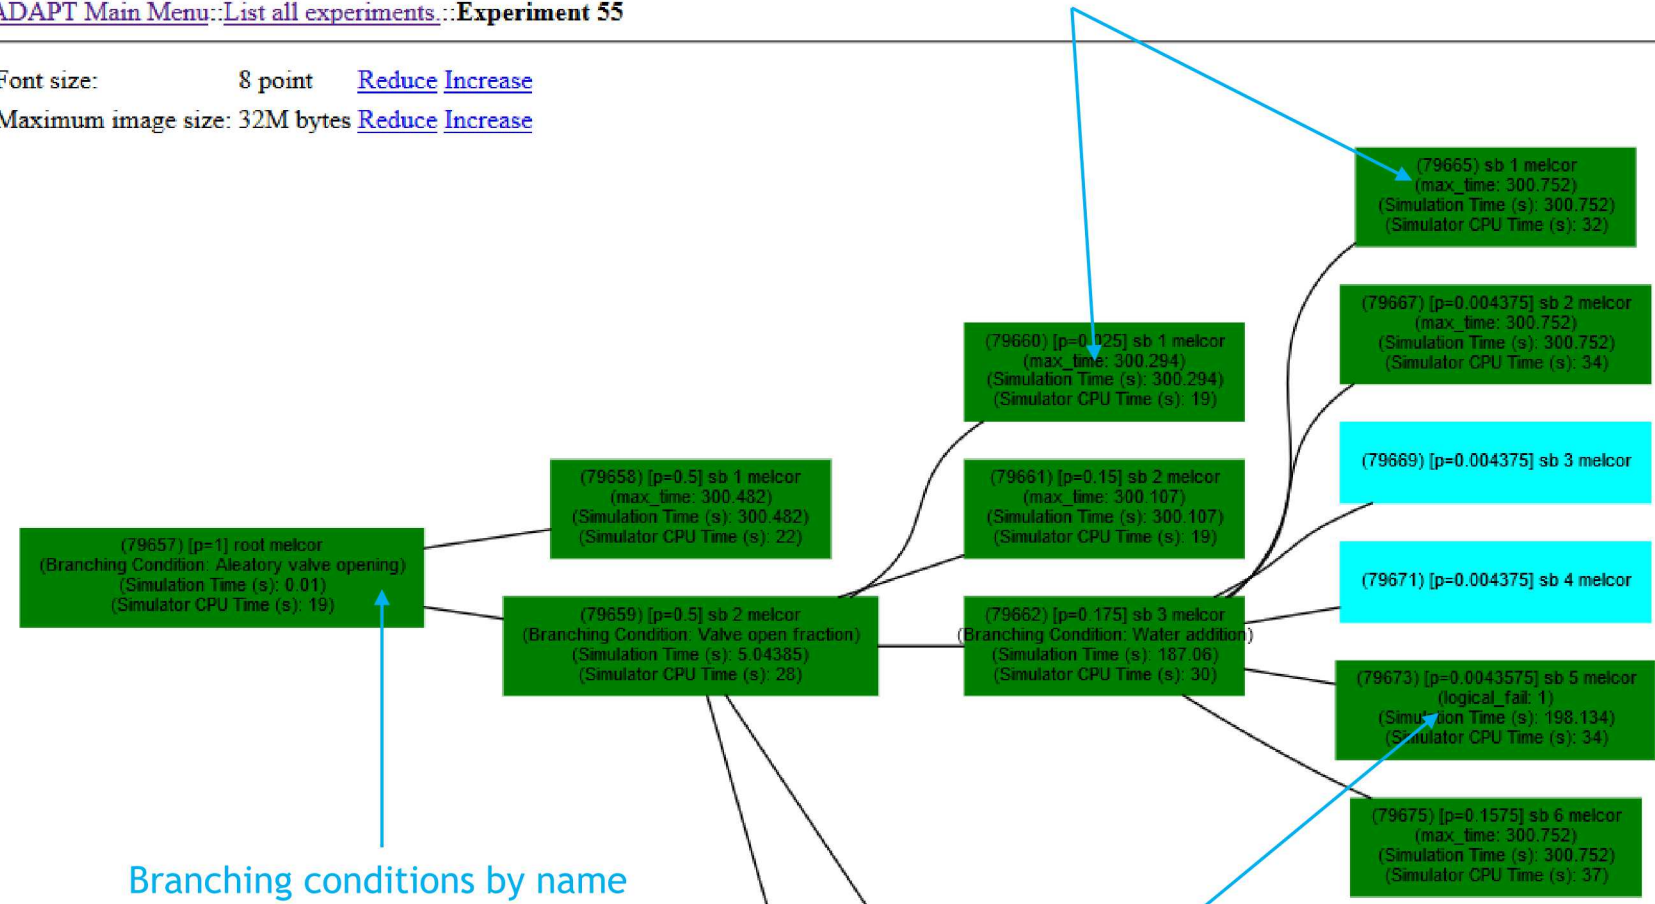 ADAPT Main Menu::List all experiments.::Experiment 55
Font size: 8 point Reduce Increase
Maximum image size: 32M bytes Reduce Increase
(79665) sb 1 melcor
(max_time: 300.752)
(Simulation Time (s): 300.752)
(Simulator CPU Time (s): 32)
(79667) [p=0.004375] sb 2 melcor
(max_time: 300.752)
(Simulation Time (s): 300.752)
(Simulator CPU Time (s): 34)
(79660) [p=0.025] sb 1 melcor
(max_time: 300.294)
(Simulation Time (s): 300.294)
(Simulator CPU Time (s): 19)
(79669) [p=0.004375] sb 3 melcor
(79658) [p=0.5] sb 1 melcor
(max_time: 300.482)
(Simulation Time (s): 300.482)
(Simulator CPU Time (s): 22)
(79661) [p=0.15] sb 2 melcor
(max_time: 300.107)
(Simulation Time (s): 300.107)
(Simulator CPU Time (s): 19)
(79657) [p=1] root melcor
(Branching Condition: Aleatory valve opening)
(Simulation Time (s): 0.01)
(Simulator CPU Time (s): 19)
(79671) [p=0.004375] sb 4 melcor
(79659) [p=0.5] sb 2 melcor
(Branching Condition: Valve open fraction)
(Simulation Time (s): 5.04385)
(Simulator CPU Time (s): 28)
(79662) [p=0.175] sb 3 melcor
(Branching Condition: Water addition)
(Simulation Time (s): 187.06)
(Simulator CPU Time (s): 30)
(79673) [p=0.0043575] sb 5 melcor
(logical_fail: 1)
(Simulation Time (s): 198.134)
(Simulator CPU Time (s): 34)
(79675) [p=0.1575] sb 6 melcor
(max_time: 300.752)
(Simulation Time (s): 300.752)
(Simulator CPU Time (s): 37)
Branching conditions by name